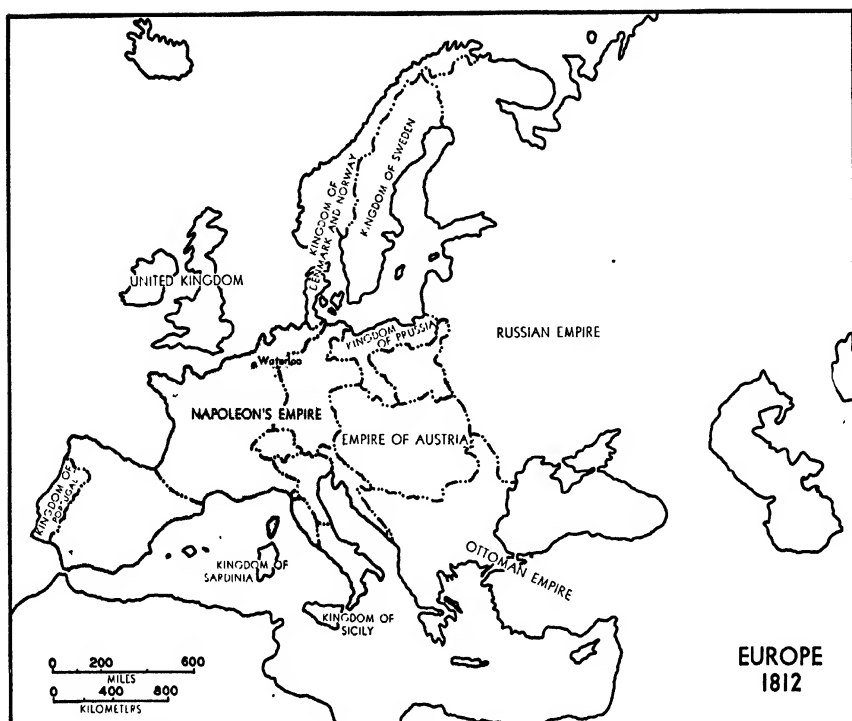 KINGDOM OF
DENMARK AND NORWAY
KINGDOM OF SWEDEN
UNITED KINGDOM
KINGDOM
OF PRUSSIA
RUSSIAN EMPIRE
Waterloo
NAPOLEON'S EMPIRE
EMPIRE OF AUSTRIA
KINGDOM OF
PORTUGAL
OTTOMAN EMPIRE
KINGDOM OF
SARDINIA
KINGDOM OF
SICILY
0 200 600
MILES
0 400 800
KILOMETERS
EUROPE
1812